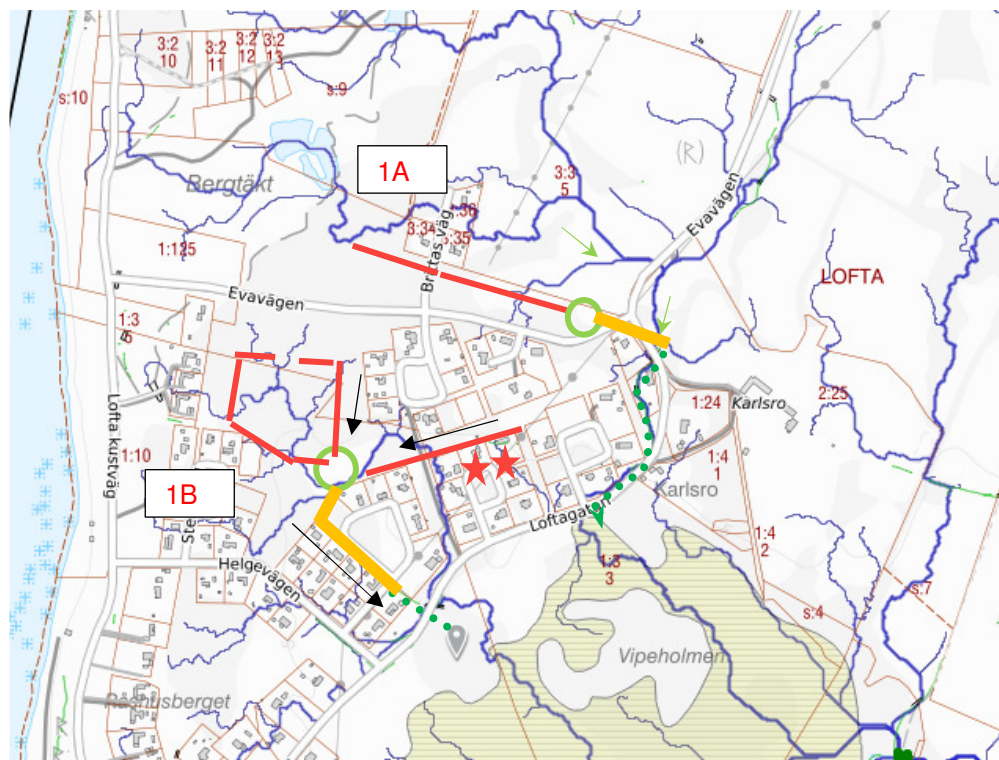 3:2
10
3:2
11
3:2
12
3:2
13
s:10
s:9
Bergtäkt
1A
(R)
3:3
5
1:36
3:34
3:35
Brittas väg
Evavägen
1:125
Evavägen
LOFTA
1:3
5
Lofta kustväg
1:10
1B
Helgevägen
Loftagatan
Karlsro
1:24
Karlsro
2:25
1:4
1
1:4
2
1:3
3
s:4
s:7
Vipeholmen
Råshusberget